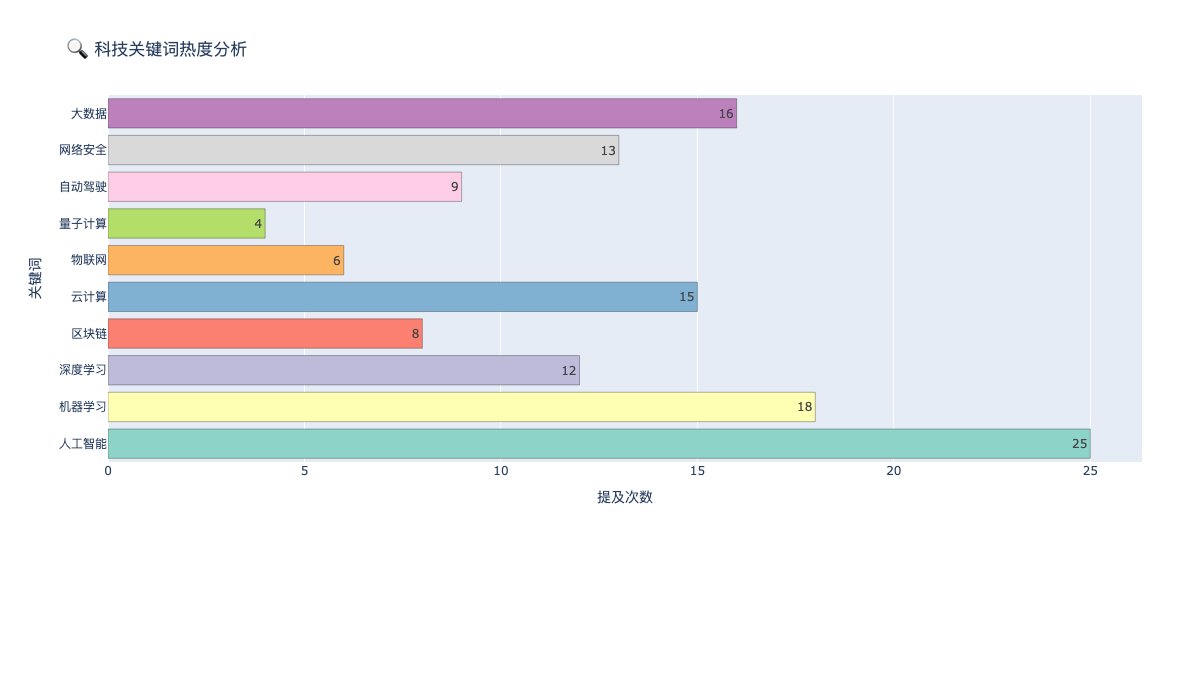 🔍 科技关键词热度分析
关键词
大数据 16
网络安全 13
自动驾驶 9
量子计算 4
物联网 6
云计算 15
区块链 8
深度学习 12
机器学习 18
人工智能 25
0 5 10 15 20 25
提及次数